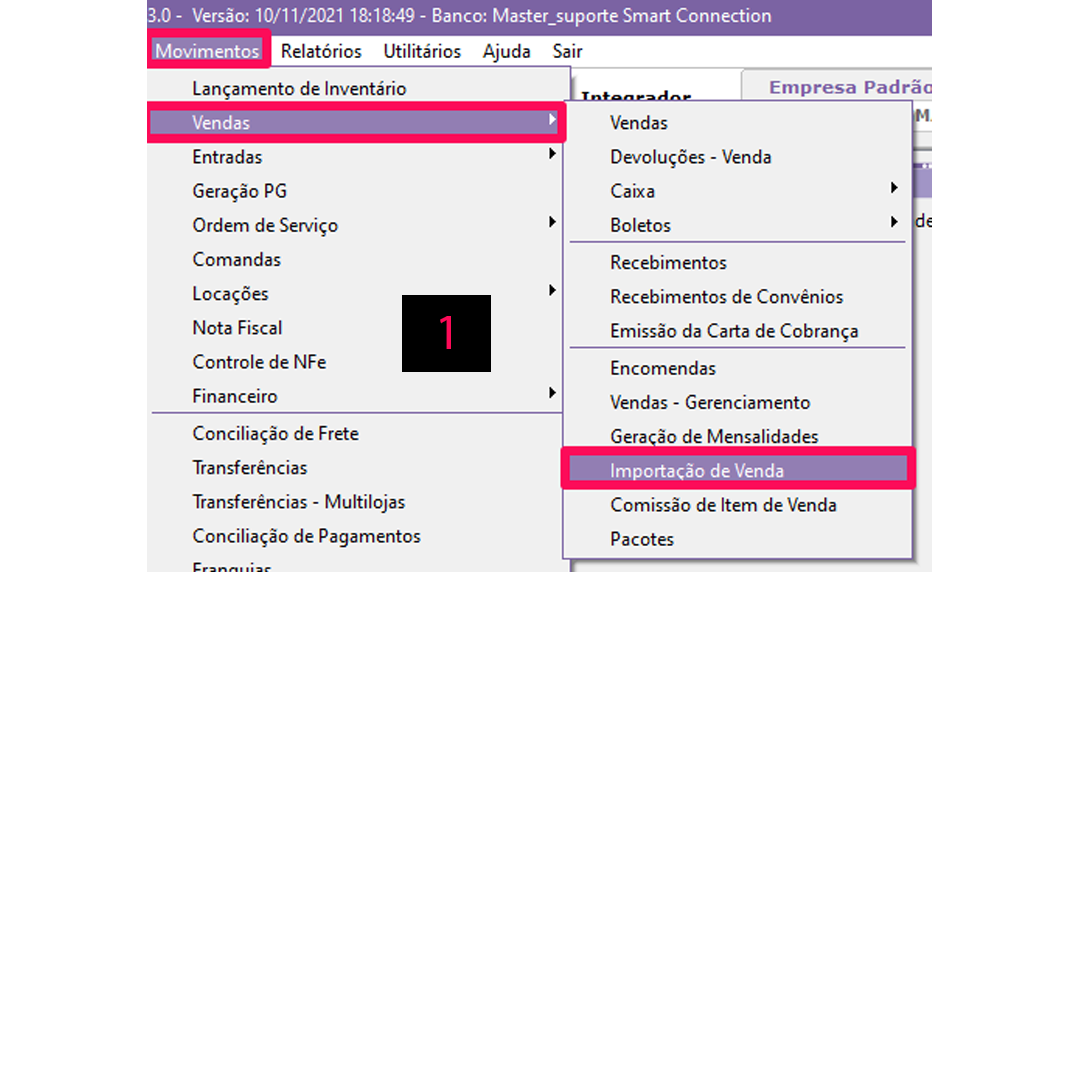 3.0 - Versão: 10/11/2021 18:18:49 - Banco: Master_suporte Smart Connection
Movimentos Relatórios Utilitários Ajuda Sair
Lançamento de Inventário
Vendas
Entradas
Geração PG
Ordem de Serviço
Comandas
Locações
Nota Fiscal
Controle de NFe
Financeiro
Conciliação de Frete
Transferências
Transferências - Multilojas
Conciliação de Pagamentos
Franquias
1
Integrador
Empresa Padrão
Vendas
Devoluções - Venda
Caixa
Boletos
de
Recebimentos
Recebimentos de Convênios
Emissão da Carta de Cobrança
Encomendas
Vendas - Gerenciamento
Geração de Mensalidades
Importação de Venda
Comissão de Item de Venda
Pacotes